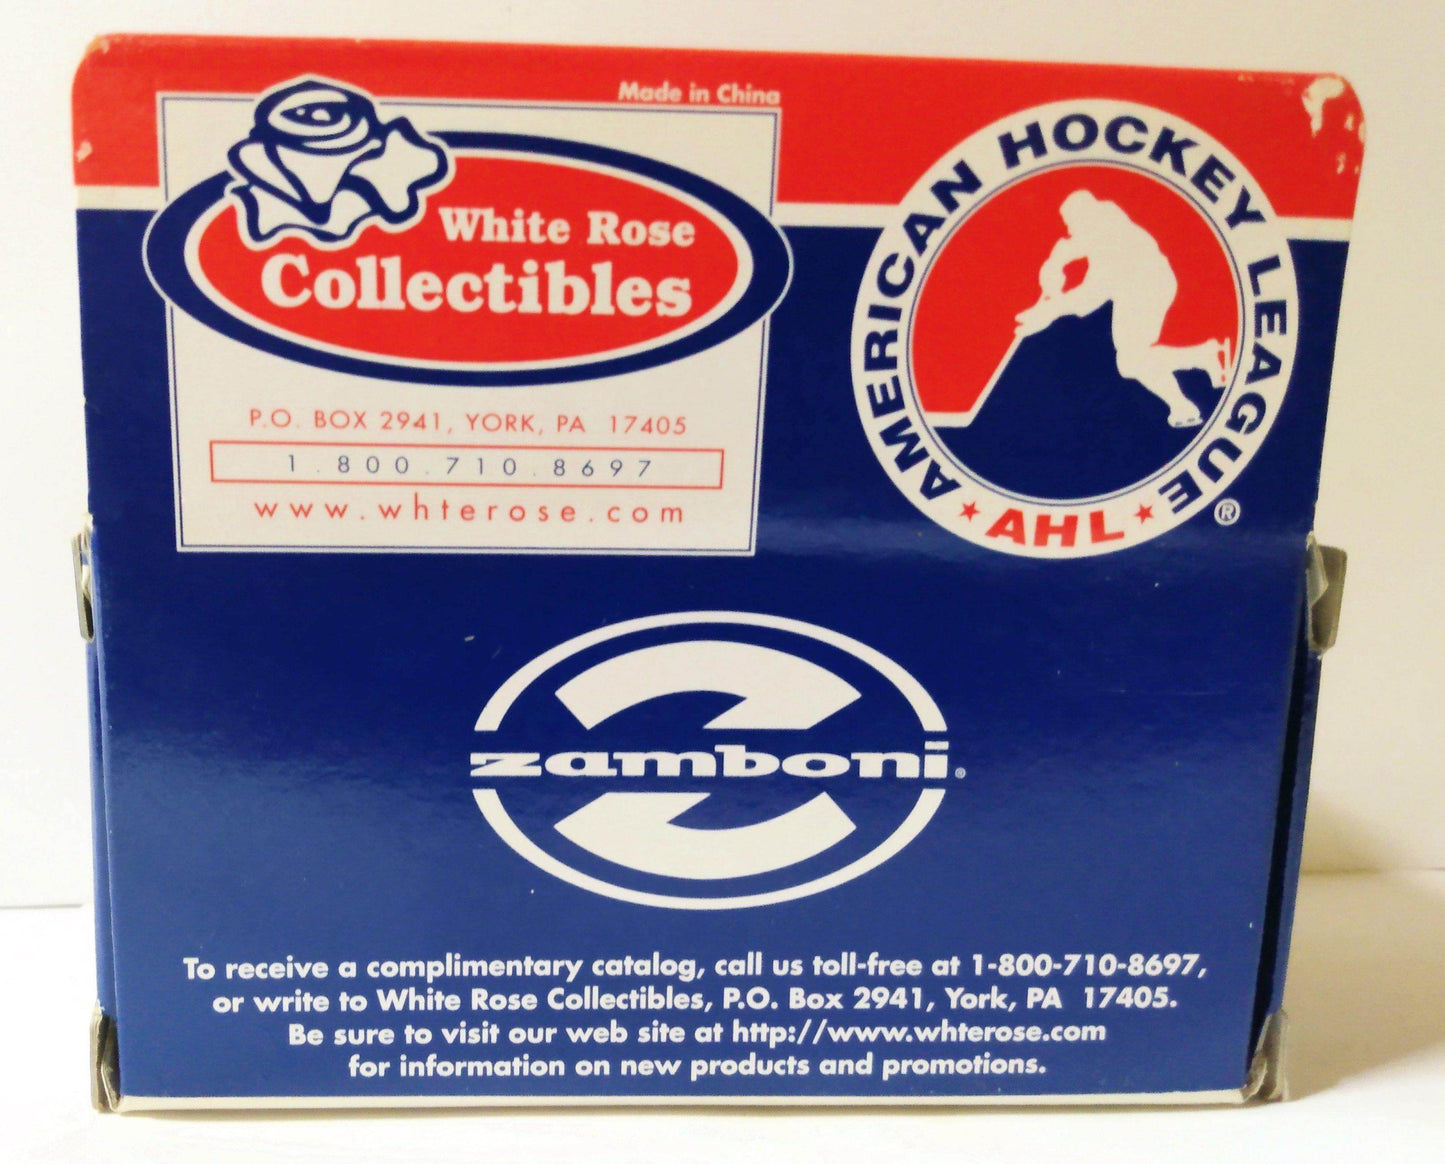 Made in China
White Rose
Collectibles
P.O. BOX 2941, YORK, PA 17405
1.800.710.8697
www.whterose.com
AMERICAN HOCKEY LEAGUE
★ AHL ★
®
zamboni®
To receive a complimentary catalog, call us toll-free at 1-800-710-8697,
or write to White Rose Collectibles, P.O. Box 2941, York, PA 17405.
Be sure to visit our web site at http://www.whterose.com
for information on new products and promotions.